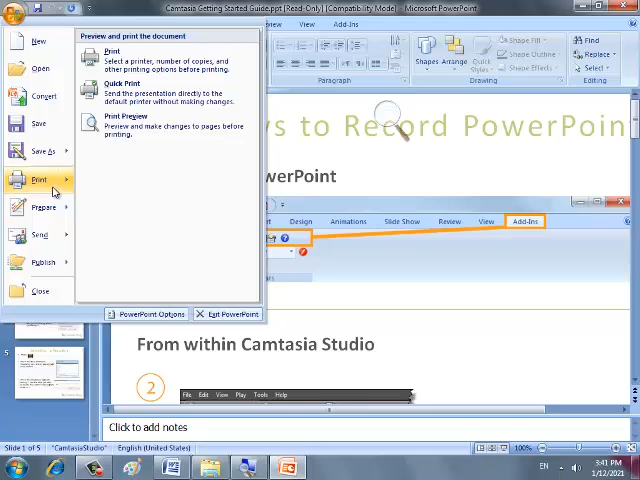 Camtasia Getting Started Guide.ppt [Read-Only] [Compatibility Mode] - Microsoft PowerPoint
View Add-Ins
Shapes Arrange Quick Styles
Shape Fill
Shape Outline
Shape Effects
Find
Replace
Select
Paragraph Drawing Editing
New
Open
Convert
Save
Save As
Print
Prepare
Send
Publish
Close
Preview and print the document
Print
Select a printer, number of copies, and
other printing options before printing.
Quick Print
Send the presentation directly to the
default printer without making changes.
Print Preview
Preview and make changes to pages before
printing.
PowerPoint Options Exit PowerPoint
ys to Record PowerPoin
owerPoint
Design Animations Slide Show Review View Add-Ins
From within Camtasia Studio
2
File Edit View Play Tools Help
5
Click to add notes
Slide 1 of 5 "CamtasiaStudio" English (United States) 100%
EN 3:41 PM
1/12/2021